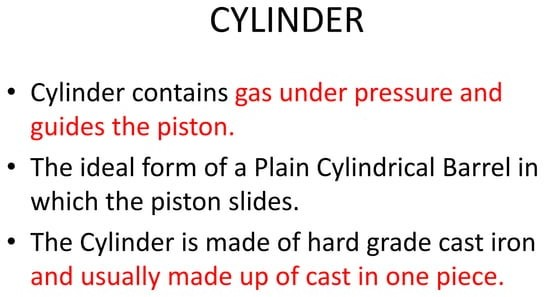 CYLINDER
• Cylinder contains gas under pressure and
guides the piston.
• The ideal form of a Plain Cylindrical Barrel in
which the piston slides.
• The Cylinder is made of hard grade cast iron
and usually made up of cast in one piece.